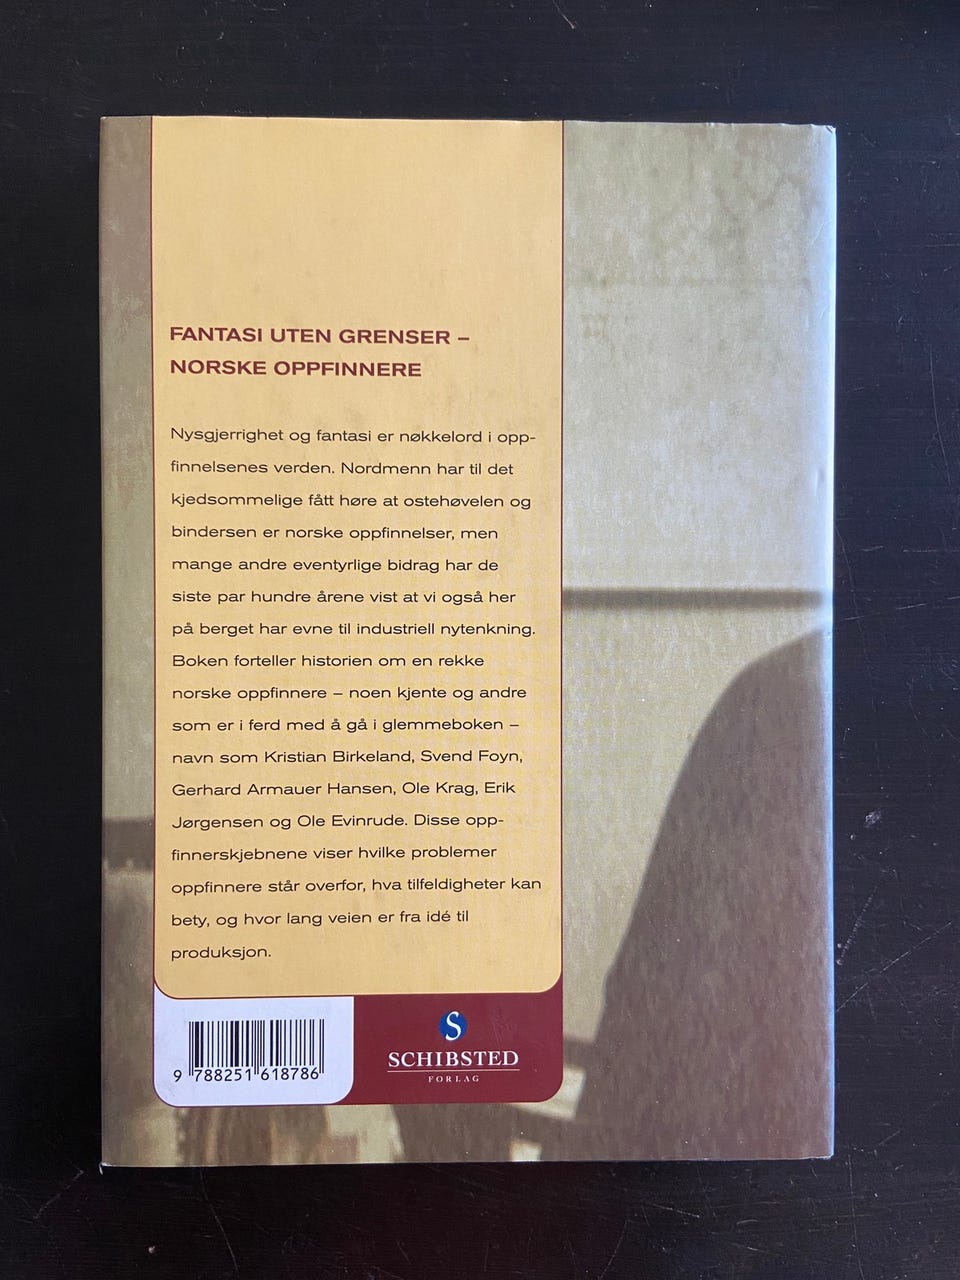 FANTASI UTEN GRENSER –
NORSKE OPPFINNERE
Nysgjerrighet og fantasi er nøkkelord i opp-
finnelsenes verden. Nordmenn har til det
kjedsommelige fått høre at ostehøvelen og
bindersen er norske oppfinnelser, men
mange andre eventyrlige bidrag har de
siste par hundre årene vist at vi også her
på berget har evne til industriell nytenkning.
Boken forteller historien om en rekke
norske oppfinnere – noen kjente og andre
som er i ferd med å gå i glemmeboken –
navn som Kristian Birkeland, Svend Foyn,
Gerhard Armauer Hansen, Ole Krag, Erik
Jørgensen og Ole Evinrude. Disse opp-
finnerskjebnene viser hvilke problemer
oppfinnere står overfor, hva tilfeldigheter kan
bety, og hvor lang veien er fra idé til
produksjon.
9 788251 618786
S
SCHIBSTED
FORLAG